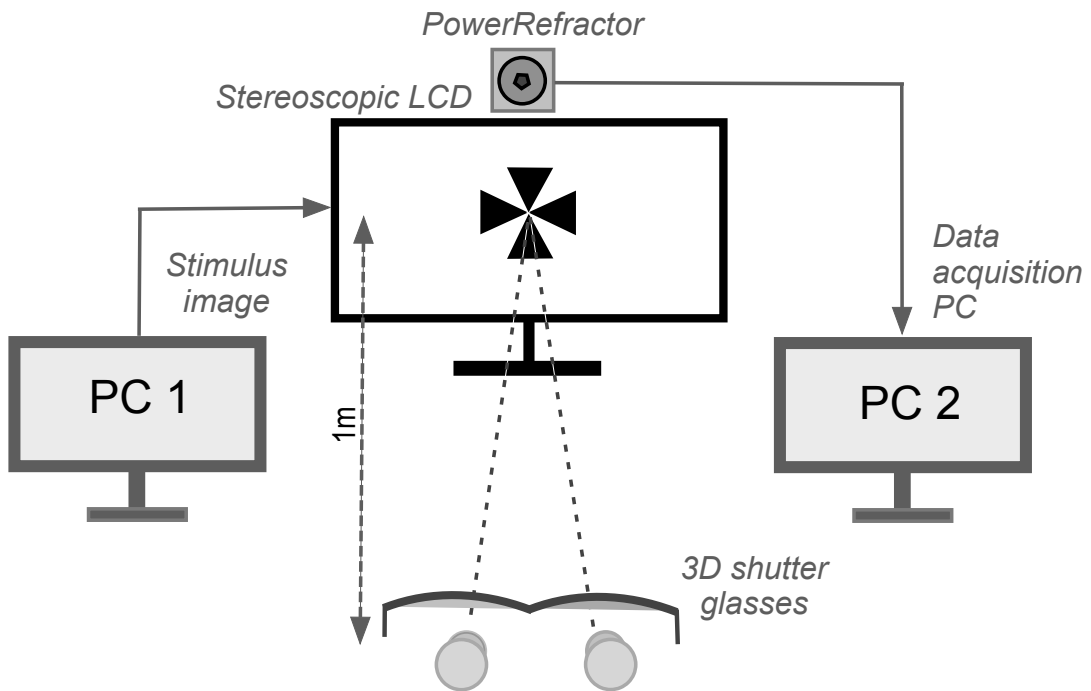 PowerRefractor
Stereoscopic LCD
Stimulus
image
Data
acquisition
PC
PC 1
PC 2
1m
3D shutter
glasses